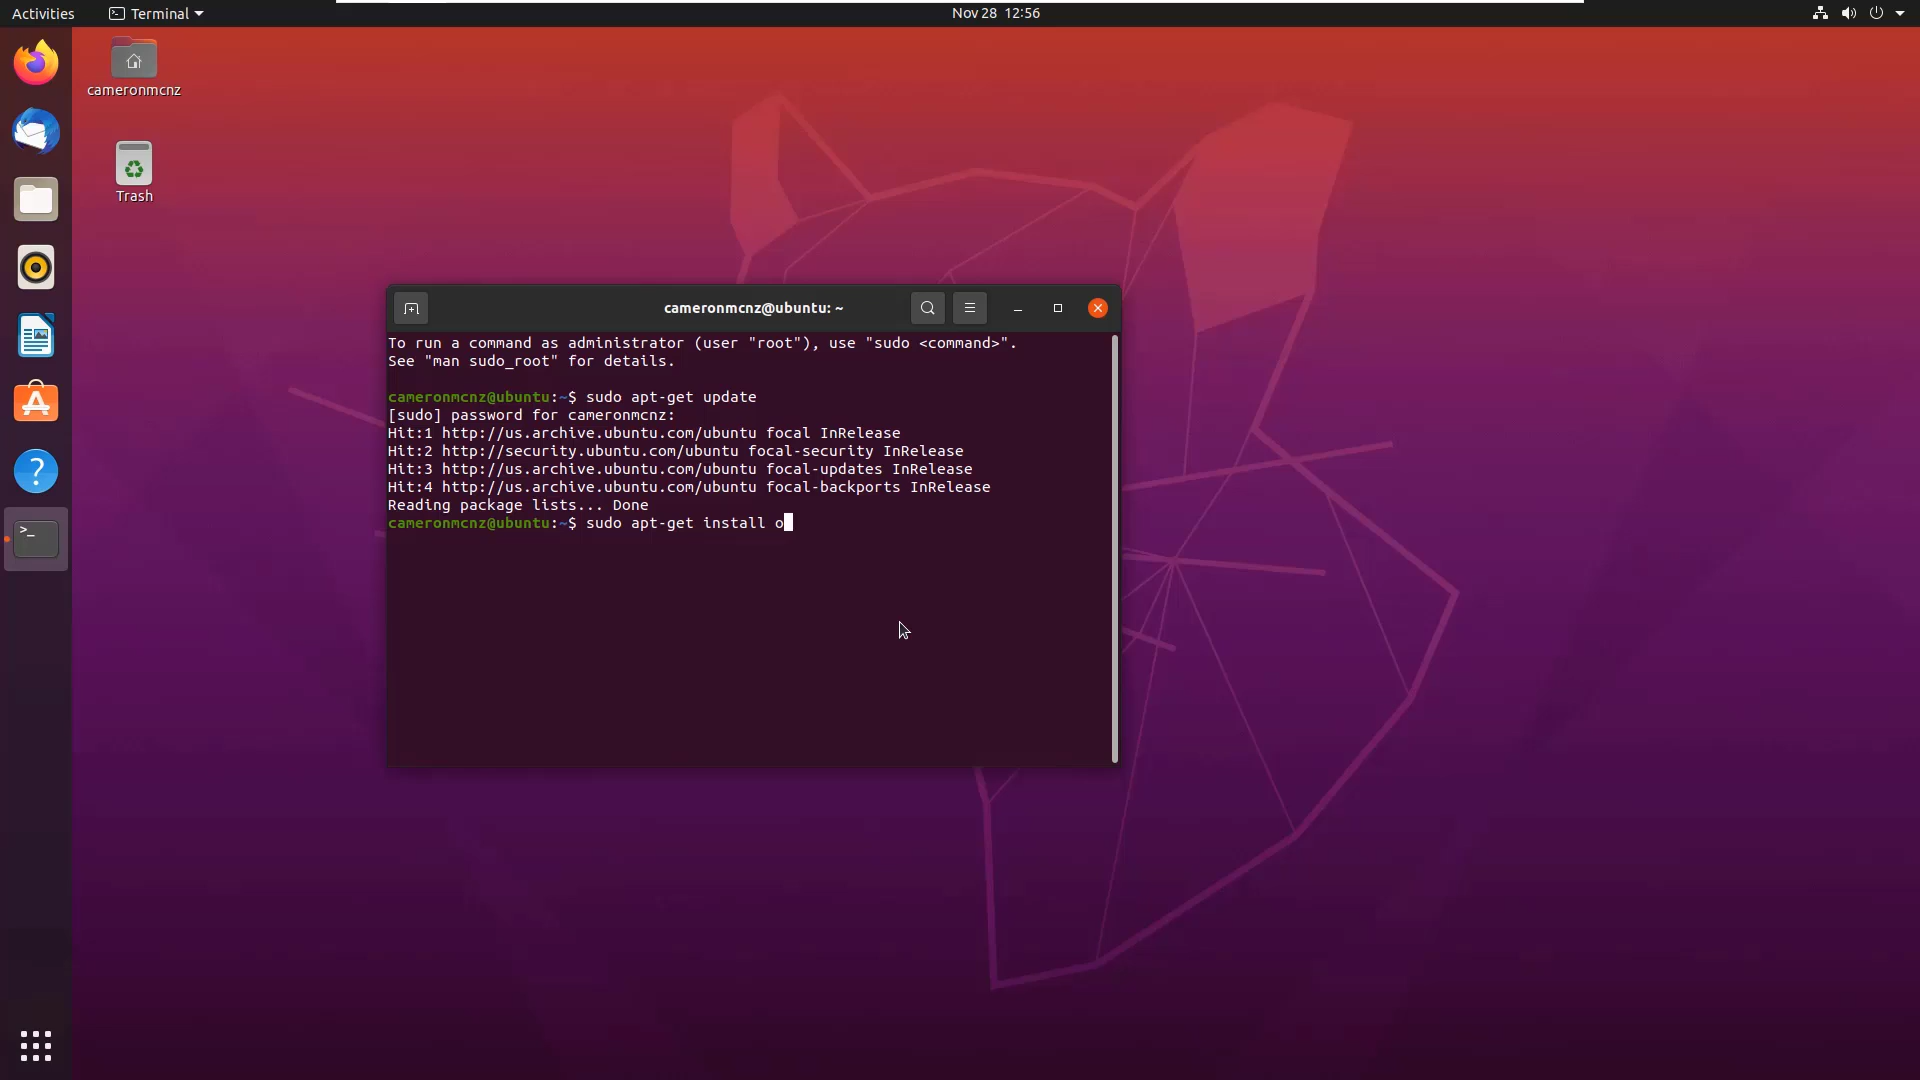 Activities
Terminal
Nov 28 12:56
cameronmcnz
Trash
cameronmcnz@ubuntu: ~
To run a command as administrator (user "root"), use "sudo <command>".
See "man sudo_root" for details.
cameronmcnz@ubuntu:~$ sudo apt-get update
[sudo] password for cameronmcnz:
Hit:1 http://us.archive.ubuntu.com/ubuntu focal InRelease
Hit:2 http://security.ubuntu.com/ubuntu focal-security InRelease
Hit:3 http://us.archive.ubuntu.com/ubuntu focal-updates InRelease
Hit:4 http://us.archive.ubuntu.com/ubuntu focal-backports InRelease
Reading package lists... Done
cameronmcnz@ubuntu:~$ sudo apt-get install o